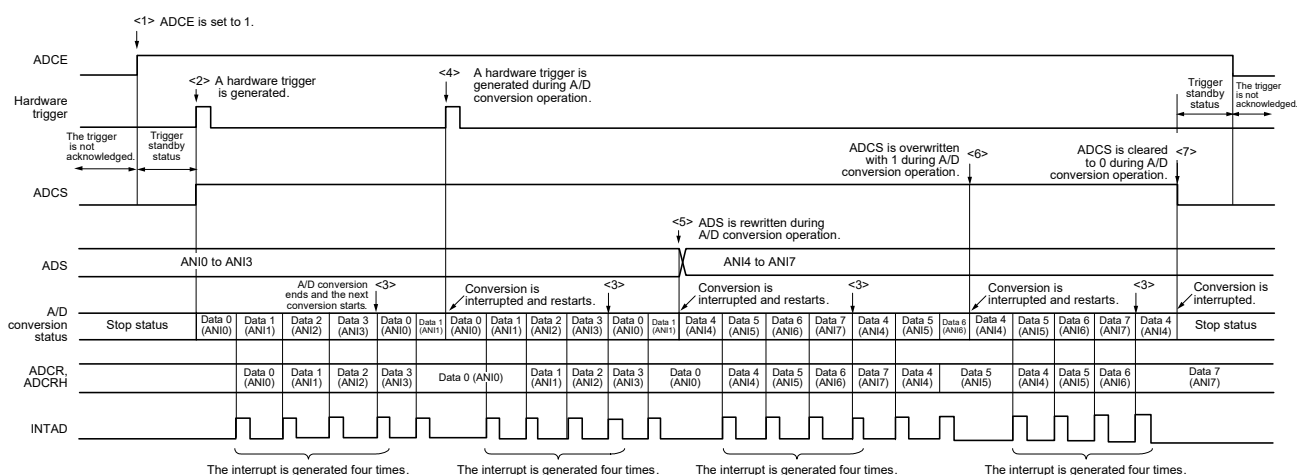 <1> ADCE is set to 1.
ADCE
<2> A hardware trigger
is generated.
<4> A hardware trigger is
generated during A/D
conversion operation.
Trigger
standby
status
The trigger
is not
acknowledged.
Hardware
trigger
The trigger
is not
acknowledged.
Trigger
standby
status
ADCS is overwritten
with 1 during A/D
conversion operation.
<6>
ADCS is cleared
to 0 during A/D
conversion operation.
<7>
ADCS
<5> ADS is rewritten during
A/D conversion operation.
ADS
ANI0 to ANI3
ANI4 to ANI7
A/D conversion
ends and the next
conversion starts.
<3>
Conversion is
interrupted and restarts.
<3>
Conversion is
interrupted and restarts.
<3>
Conversion is
interrupted and restarts.
<3>
Conversion is
interrupted.
A/D
conversion
status
Stop status
Data 0 (ANI0)
Data 1 (ANI1)
Data 2 (ANI2)
Data 3 (ANI3)
Data 0 (ANI0)
Data 1 (ANI1)
Data 0 (ANI0)
Data 1 (ANI1)
Data 2 (ANI2)
Data 3 (ANI3)
Data 0 (ANI0)
Data 1 (ANI1)
Data 4 (ANI4)
Data 5 (ANI5)
Data 6 (ANI6)
Data 7 (ANI7)
Data 4 (ANI4)
Data 5 (ANI5)
Data 6 (ANI6)
Data 4 (ANI4)
Data 5 (ANI5)
Data 6 (ANI6)
Data 7 (ANI7)
Data 4 (ANI4)
Stop status
ADCR,
ADCRH
Data 0 (ANI0)
Data 1 (ANI1)
Data 2 (ANI2)
Data 3 (ANI3)
Data 0 (ANI0)
Data 1 (ANI1)
Data 2 (ANI2)
Data 3 (ANI3)
Data 0 (ANI0)
Data 4 (ANI4)
Data 5 (ANI5)
Data 6 (ANI6)
Data 7 (ANI7)
Data 4 (ANI4)
Data 5 (ANI5)
Data 4 (ANI4)
Data 5 (ANI5)
Data 6 (ANI6)
Data 7 (ANI7)
INTAD
The interrupt is generated four times.
The interrupt is generated four times.
The interrupt is generated four times.
The interrupt is generated four times.